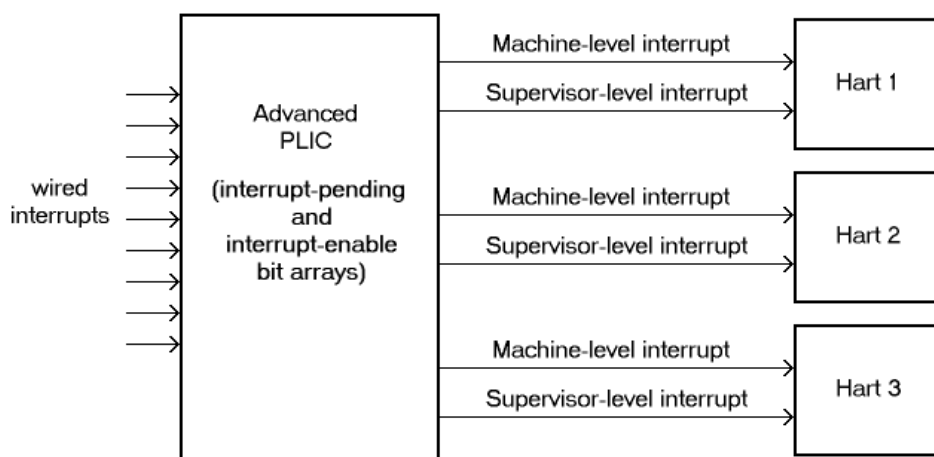 wired
interrupts
Advanced
PLIC
(interrupt-pending
and
interrupt-enable
bit arrays)
Machine-level interrupt
Supervisor-level interrupt
Hart 1
Machine-level interrupt
Supervisor-level interrupt
Hart 2
Machine-level interrupt
Supervisor-level interrupt
Hart 3